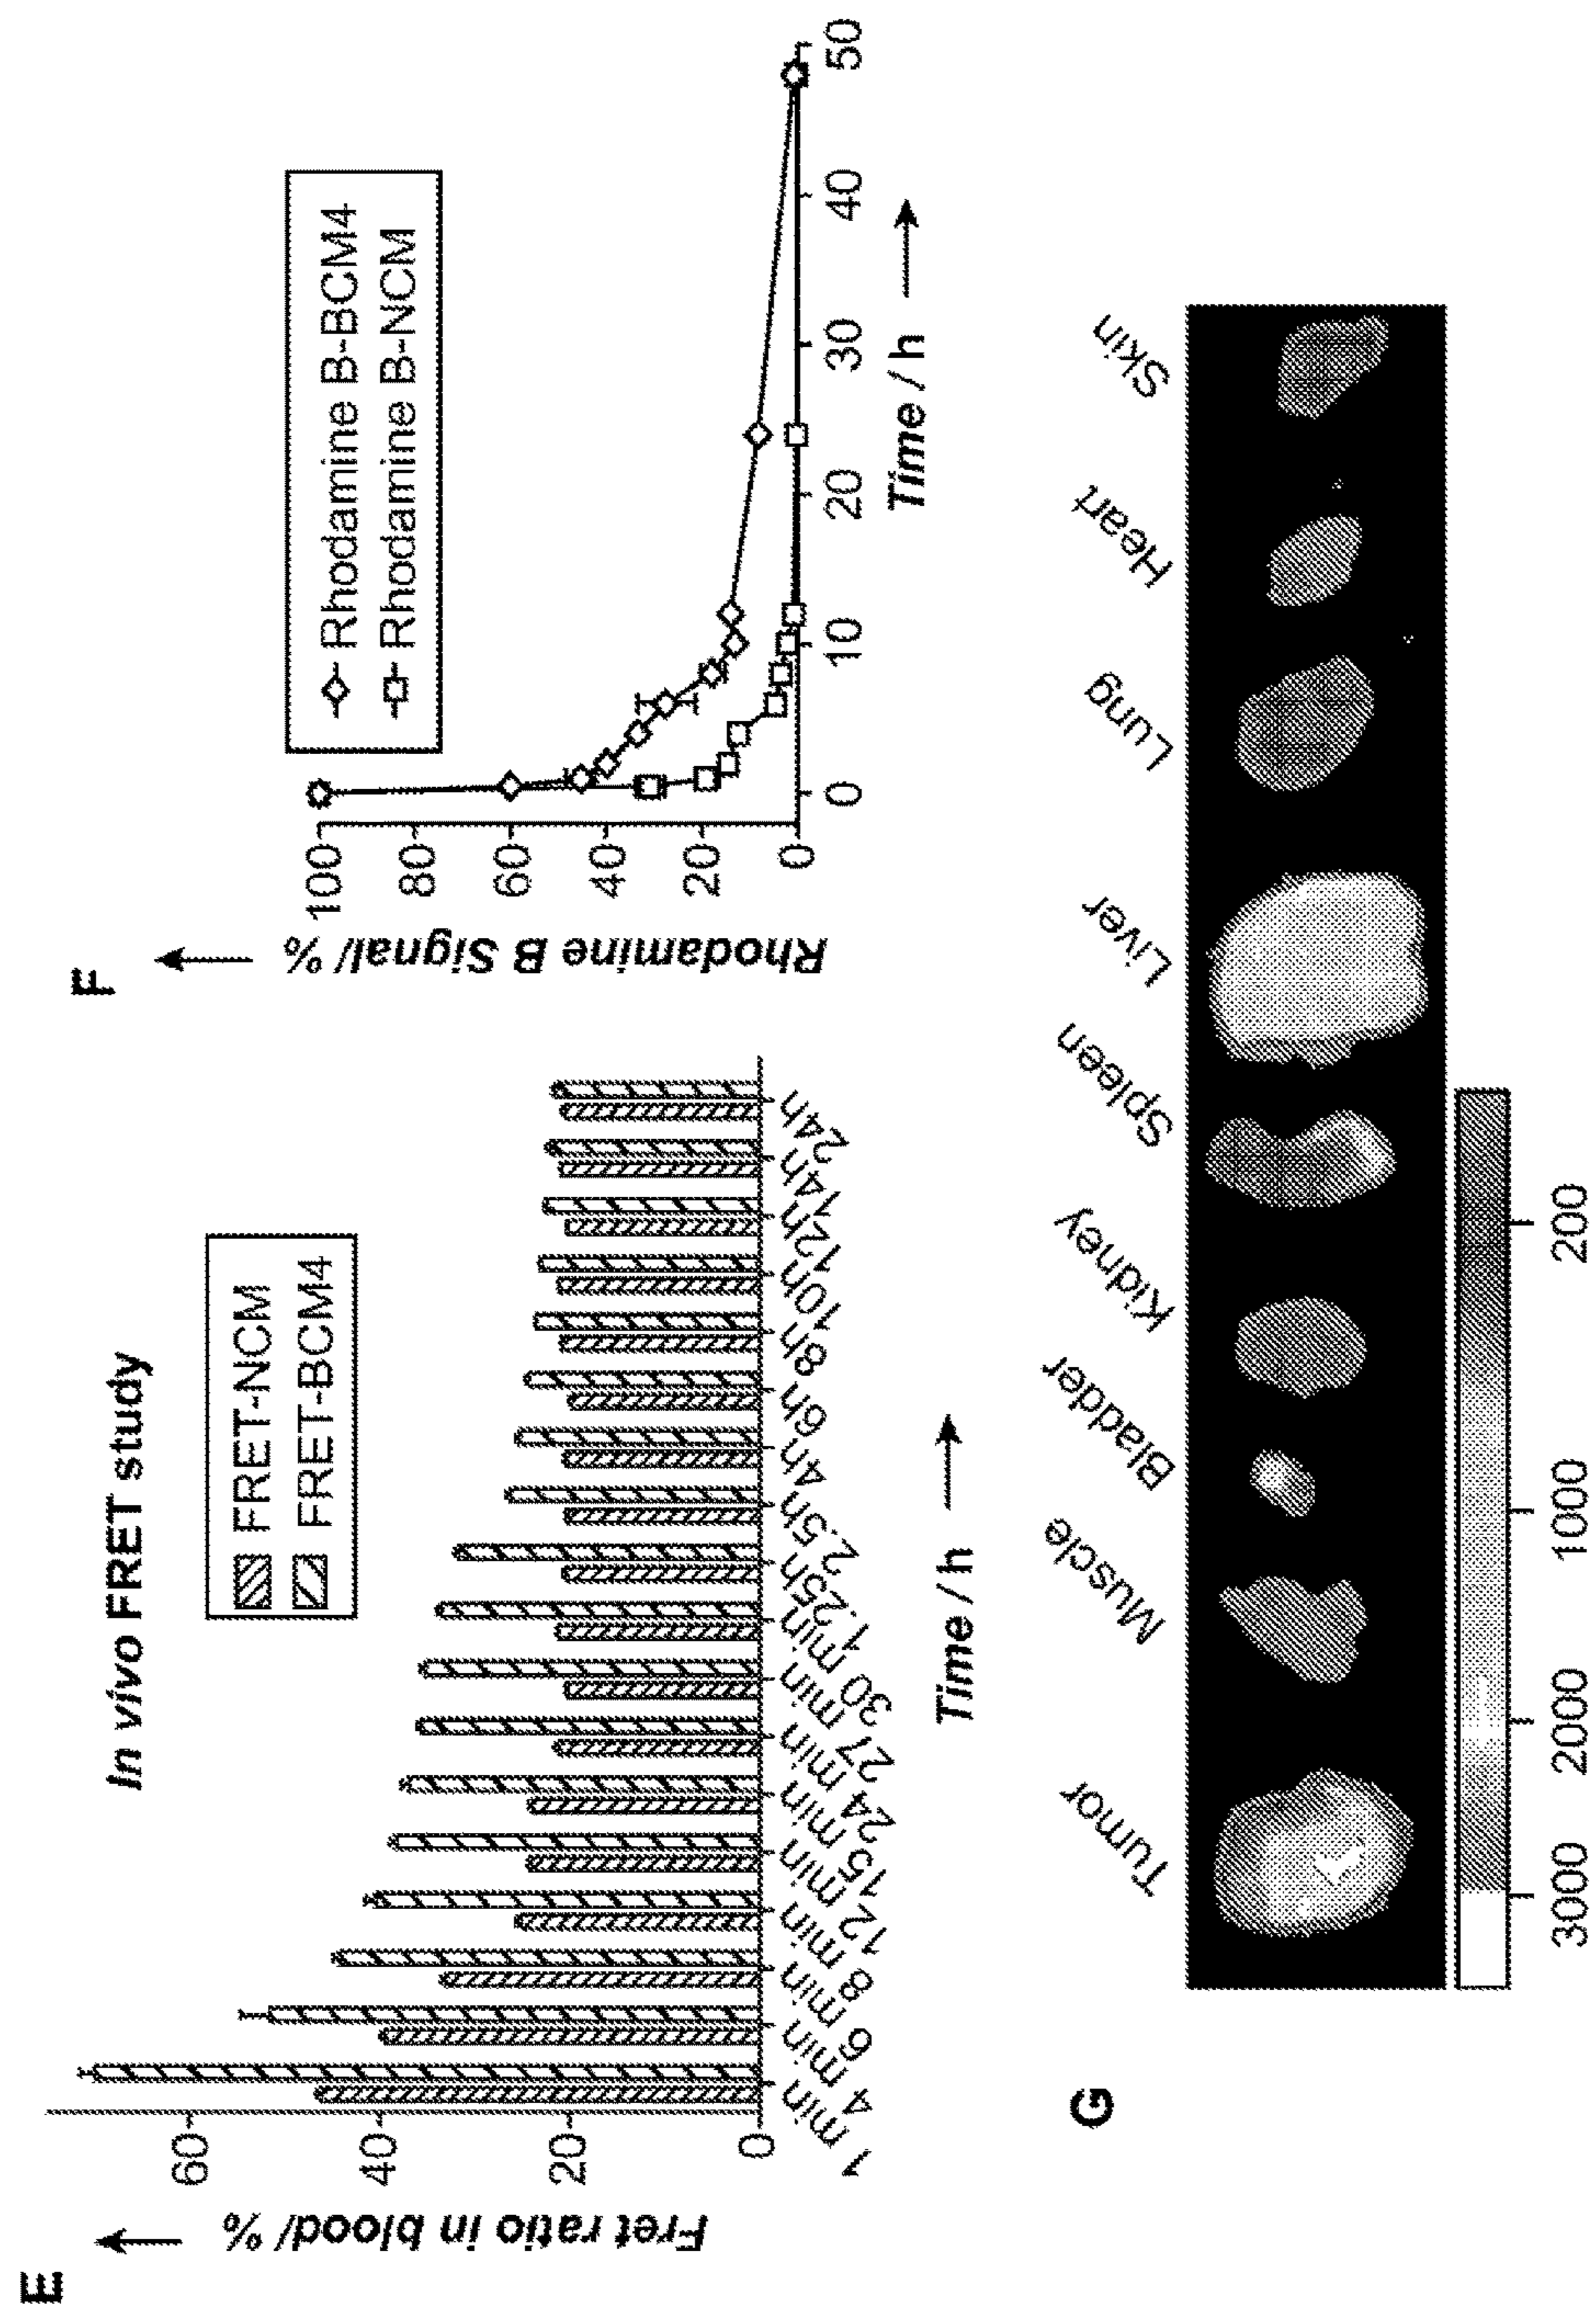 E
In vivo FRET study
FRET-NCM
FRET-BCM4
Fret ratio in blood/ %
60
40
20
0
1 min
4 min
6 min
8 min
12 min
15 min
24 min
27 min
30 min
1.25h
2.5h
4h
6h
8h
10h
12h
14h
24h
Time / h
F
Rhodamine B-BCM4
Rhodamine B-NCM
Rhodamine B Signal/ %
100
80
60
40
20
0
0 10 20 30 40 50
Time / h
G
Tumor Muscle Bladder Kidney Spleen Liver Lung Heart Skin
3000 2000 1000 200